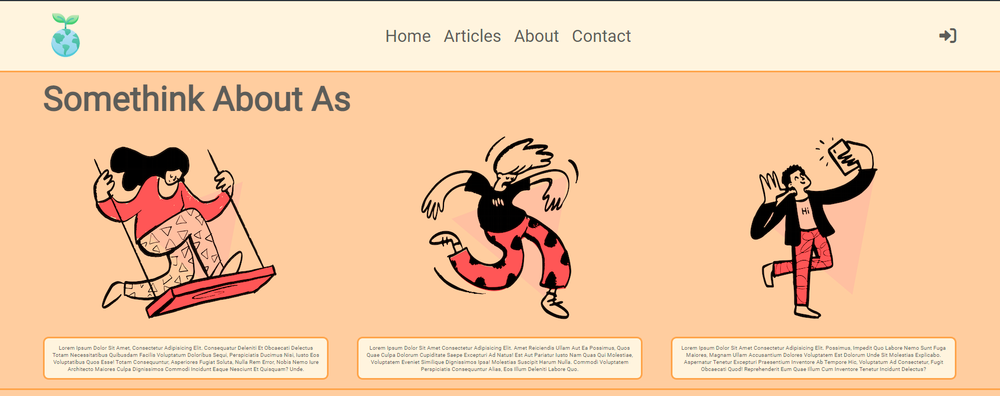 Home Articles About Contact
Somethink About As
Hi
Lorem Ipsum Dolor Sit Amet, Consectetur Adipisicing Elit. Consequatur Deleniti Et Obcaecati Delectus
Totam Necessitatibus Quibusdam Facilis Voluptatum Doloribus Sequi, Perspiciatis Ducimus Nisi, Iusto Eos
Voluptatibus Quos Esse! Totam Consequuntur, Asperiores Fugiat Soluta, Nulla Rem Error, Nobis Nemo Iure
Architecto Maiores Culpa Dignissimos Commodi Incidunt Eaque Nesciunt Et Quisquam? Unde.
Lorem Ipsum Dolor Sit Amet Consectetur Adipisicing Elit. Amet Reiciendis Ullam Aut Ea Possimus, Quos
Quae Culpa Dolorum Cupiditate Saepe Excepturi Ad Natus! Est Aut Pariatur Iusto Nam Quas Qui Molestiae,
Voluptatem Eveniet Similique Dignissimos Ipsa! Molestias Suscipit Harum Nulla. Commodi Voluptatem
Perspiciatis Consequuntur Alias, Eos Illum Deleniti Labore Quo.
Lorem Ipsum Dolor Sit Amet Consectetur Adipisicing Elit. Possimus, Impedit Quo Labore Nemo Sunt Fuga
Maiores, Magnam Ullam Accusantium Dolores Voluptatem Est Dolorum Unde Sit Molestias Explicabo.
Aspernatur Tenetur Excepturi Praesentium Inventore Ab Tempore Hic, Voluptatum Ad Consectetur, Fugit
Obcaecati Quod! Reprehenderit Eum Quae Illum Cum Inventore Tenetur Incidunt Delectus?